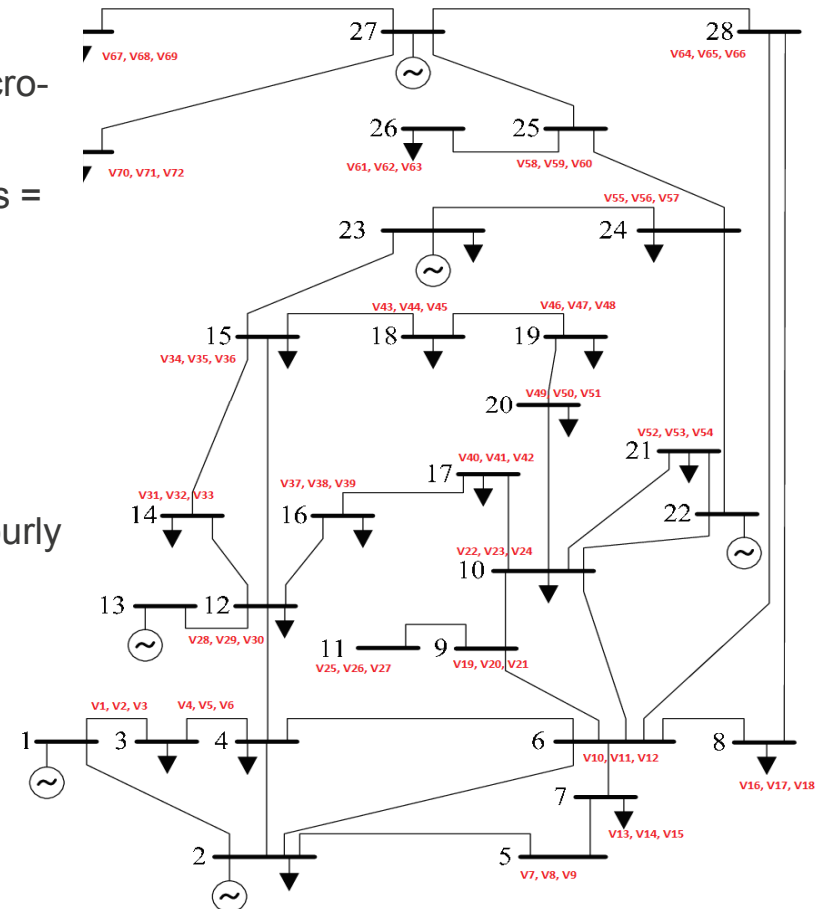 27
28
V67, V68, V69
V64, V65, V66
cro-
26
25
V61, V62, V63
V58, V59, V60
V70, V71, V72
s =
V55, V56, V57
23
24
V43, V44, V45
V46, V47, V48
15
18
19
V34, V35, V36
V49, V50, V51
20
V52, V53, V54
21
V40, V41, V42
17
V37, V38, V39
V31, V32, V33
14
16
22
urly
V22, V23, V24
10
13
12
V28, V29, V30
11
9
V25, V26, V27
V19, V20, V21
V1, V2, V3
V4, V5, V6
1
3
4
6
8
V10, V11, V12
V16, V17, V18
7
V13, V14, V15
2
5
V7, V8, V9